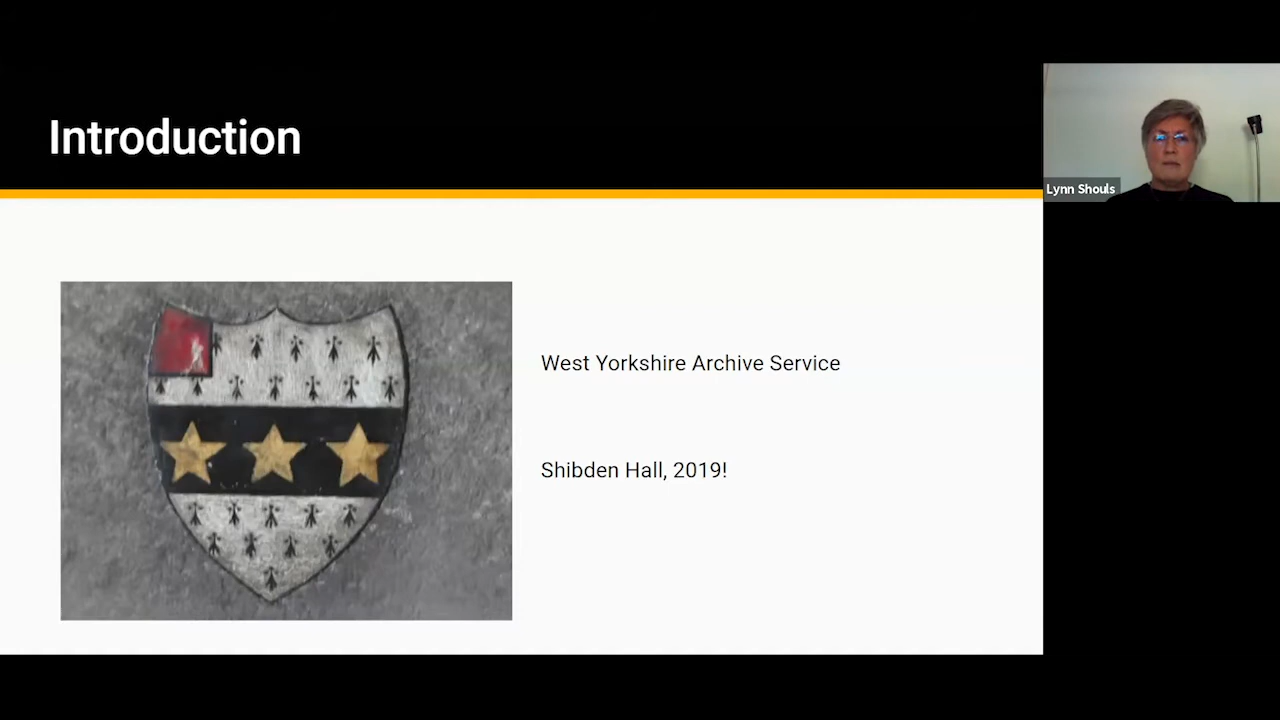 Introduction
Lynn Shouls
West Yorkshire Archive Service
Shibden Hall, 2019!